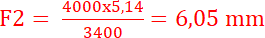 F2 = 4000x5,14/3400 = 6,05 mm